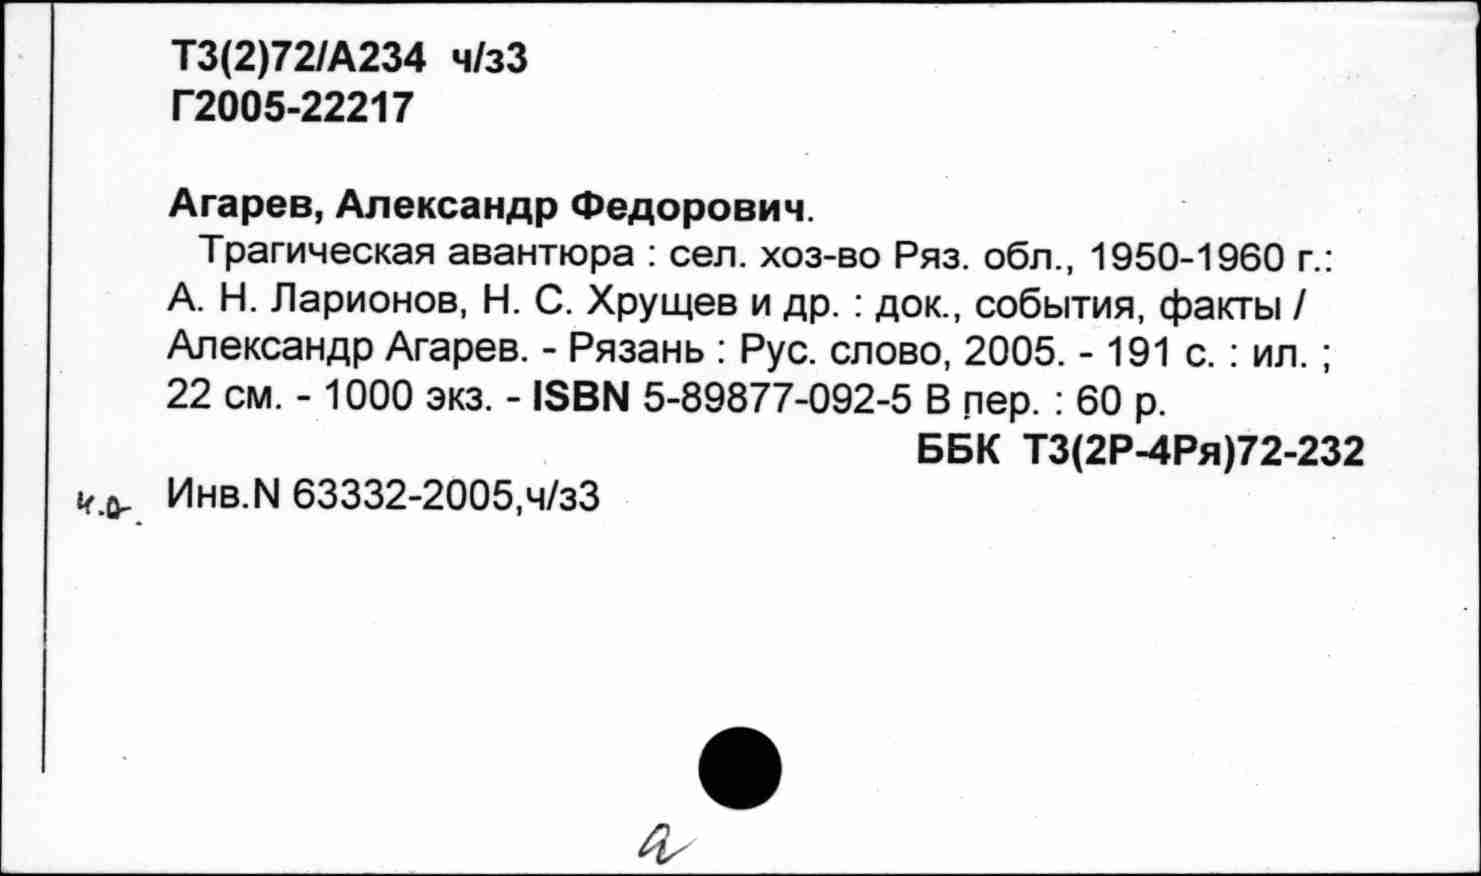 Т3(2)72/А234 ч/з3
Г2005-22217
Агарев, Александр Федорович.
Трагическая авантюра : сел. хоз-во Ряз. обл., 1950-1960 г.:
А. Н. Ларионов, Н. С. Хрущев и др. : док., события, факты /
Александр Агарев. - Рязань : Рус. слово, 2005. - 191 с. : ил. ;
22 см. - 1000 экз. - ISBN 5-89877-092-5 В пер. : 60 р.
ББК Т3(2Р-4Ря)72-232
Инв.N 63332-2005,ч/з3
а